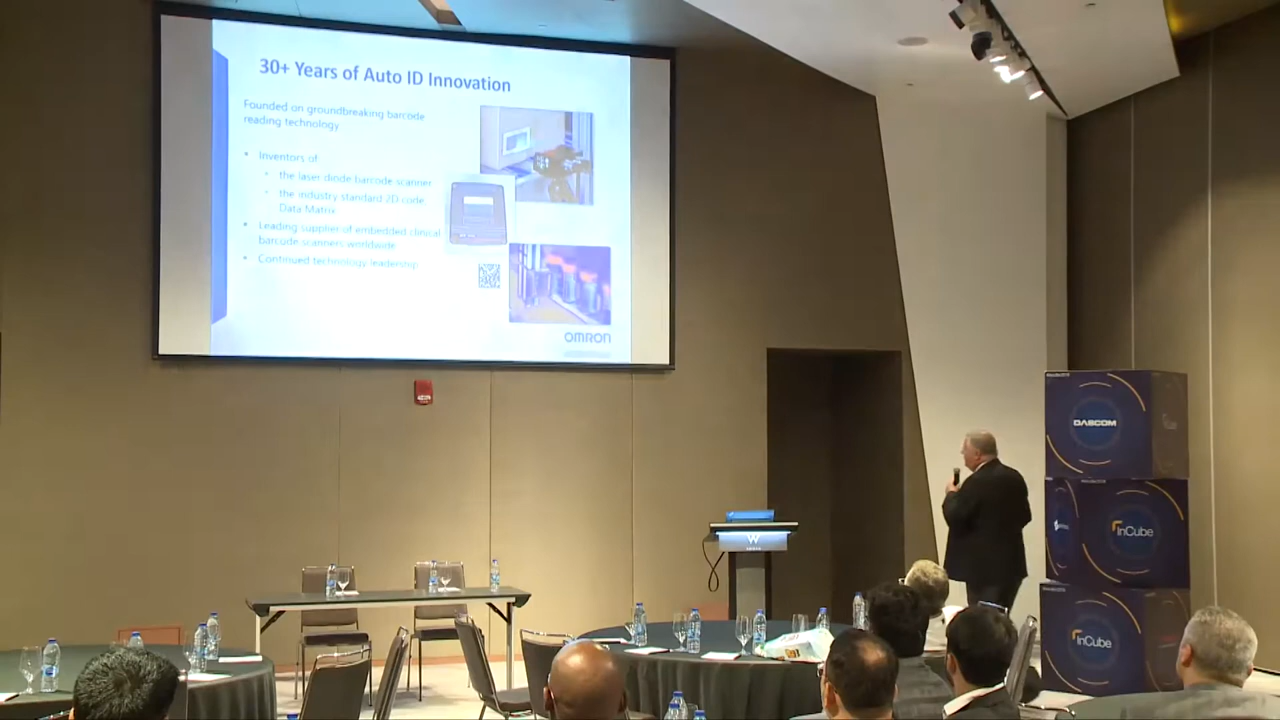 30+ Years of Auto ID Innovation
Founded on groundbreaking barcode
reading technology
• Inventors of:
• the laser diode barcode scanner
• the industry standard 2D code,
Data Matrix
• Leading supplier of embedded clinical
barcode scanners worldwide
• Continued technology leadership
OMRON
DASCOM
InCube
InCube
W